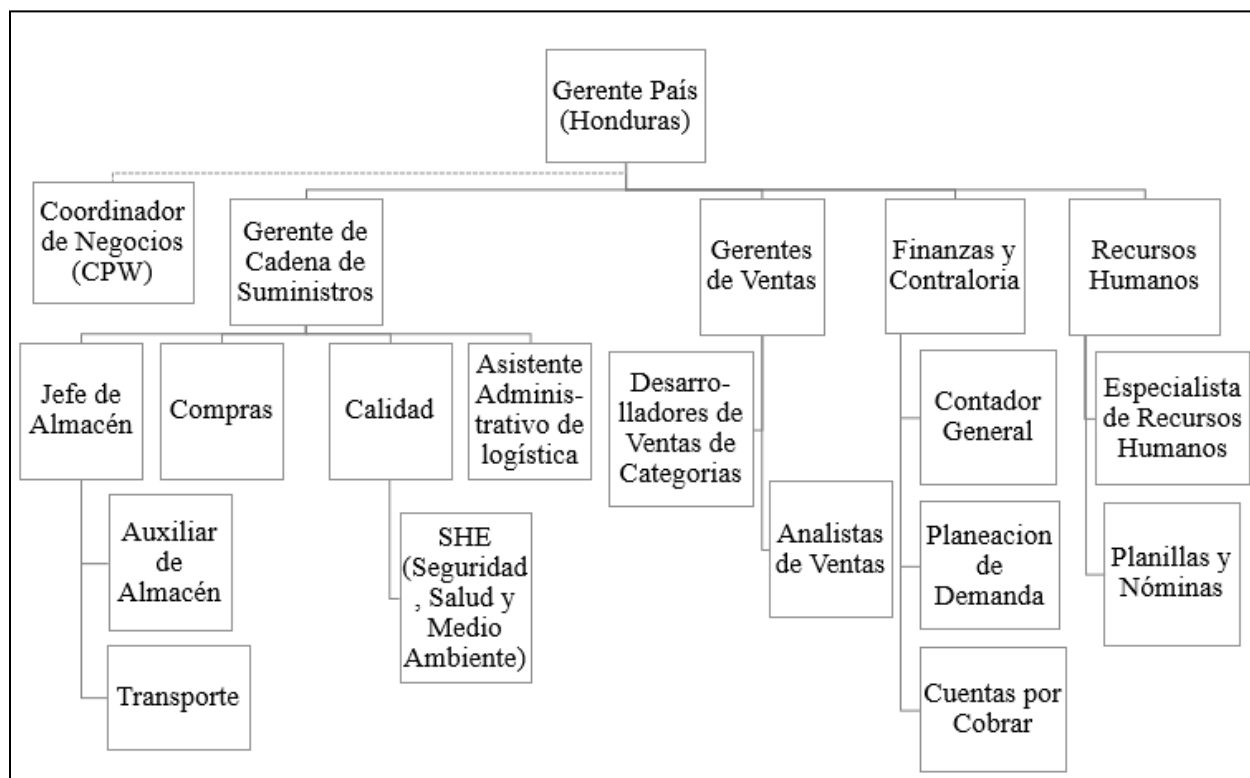 Gerente País
(Honduras)
Coordinador
de Negocios
(CPW)
Gerente de
Cadena de
Suministros
Gerentes
de Ventas
Finanzas y
Contraloria
Recursos
Humanos
Jefe de
Almacén
Compras
Calidad
Asistente
Adminis-
trativo de
logística
Desarro-
lladores de
Ventas de
Categorias
Contador
General
Especialista
de Recursos
Humanos
Auxiliar
de
Almacén
SHE
(Seguridad
, Salud y
Medio
Ambiente)
Analistas
de Ventas
Planeacion
de
Demanda
Planillas y
Nóminas
Transporte
Cuentas por
Cobrar